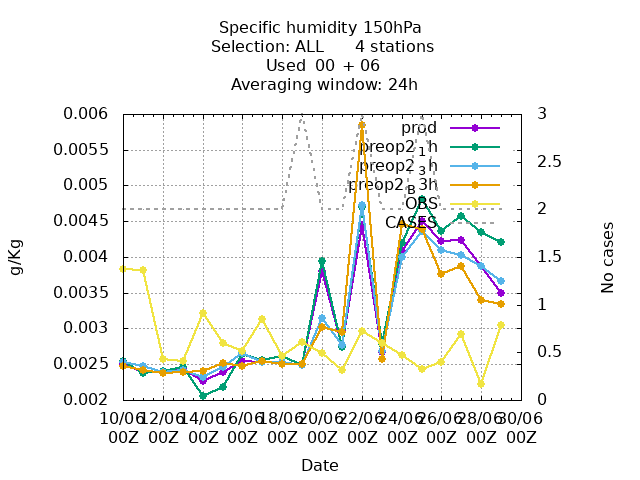 Specific humidity 150hPa
Selection: ALL 4 stations
Used 00 + 06
Averaging window: 24h
0.006
0.0055
0.005
0.0045
0.004
0.0035
0.003
0.0025
0.002
3
2.5
2
1.5
1
0.5
0
prod
preop2_1h
preop2_3h
preop2_B3h
OBS
CASES
g/Kg
No cases
10/06 12/06 14/06 16/06 18/06 20/06 22/06 24/06 26/06 28/06 30/06
00Z 00Z 00Z 00Z 00Z 00Z 00Z 00Z 00Z 00Z 00Z
Date